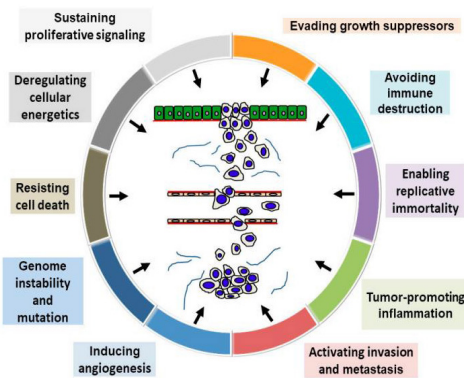 Sustaining
proliferative signaling
Evading growth suppressors
Deregulating
cellular
energetics
Avoiding
immune
destruction
Resisting
cell death
Enabling
replicative
immortality
Genome
instability
and
mutation
Tumor-promoting
inflammation
Inducing
angiogenesis
Activating invasion
and metastasis